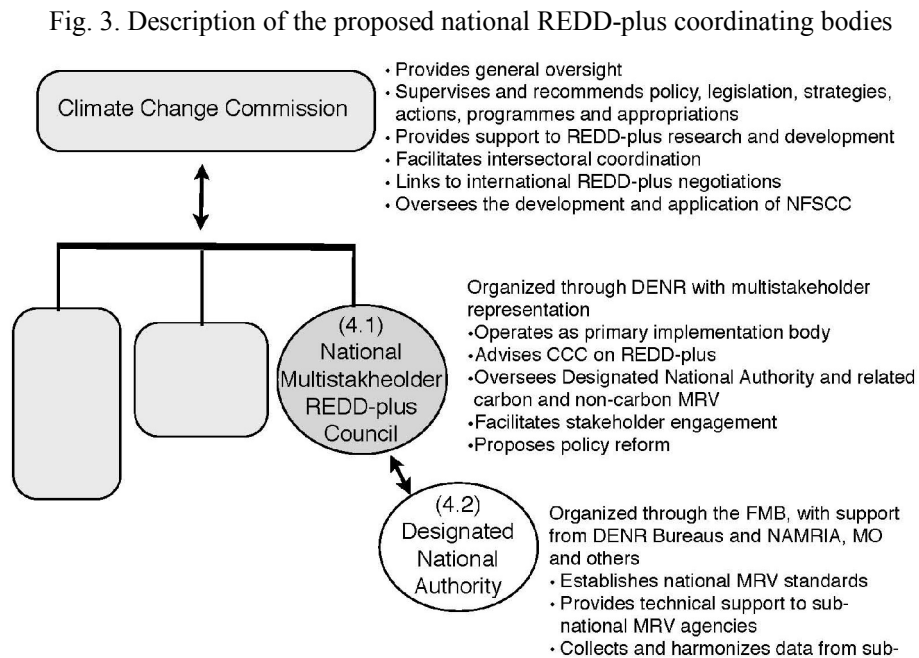 Fig. 3. Description of the proposed national REDD-plus coordinating bodies
Climate Change Commission
• Provides general oversight
• Supervises and recommends policy, legislation, strategies,
actions, programmes and appropriations
• Provides support to REDD-plus research and development
• Facilitates intersectoral coordination
• Links to international REDD-plus negotiations
• Oversees the development and application of NFSCC
(4.1)
National
Multistakheolder
REDD-plus
Council
Organized through DENR with multistakeholder
representation
•Operates as primary implementation body
•Advises CCC on REDD-plus
•Oversees Designated National Authority and related
carbon and non-carbon MRV
•Facilitates stakeholder engagement
•Proposes policy reform
(4.2)
Designated
National
Authority
Organized through the FMB, with support
from DENR Bureaus and NAMRIA, MO
and others
• Establishes national MRV standards
• Provides technical support to sub-
national MRV agencies
• Collects and harmonizes data from sub-